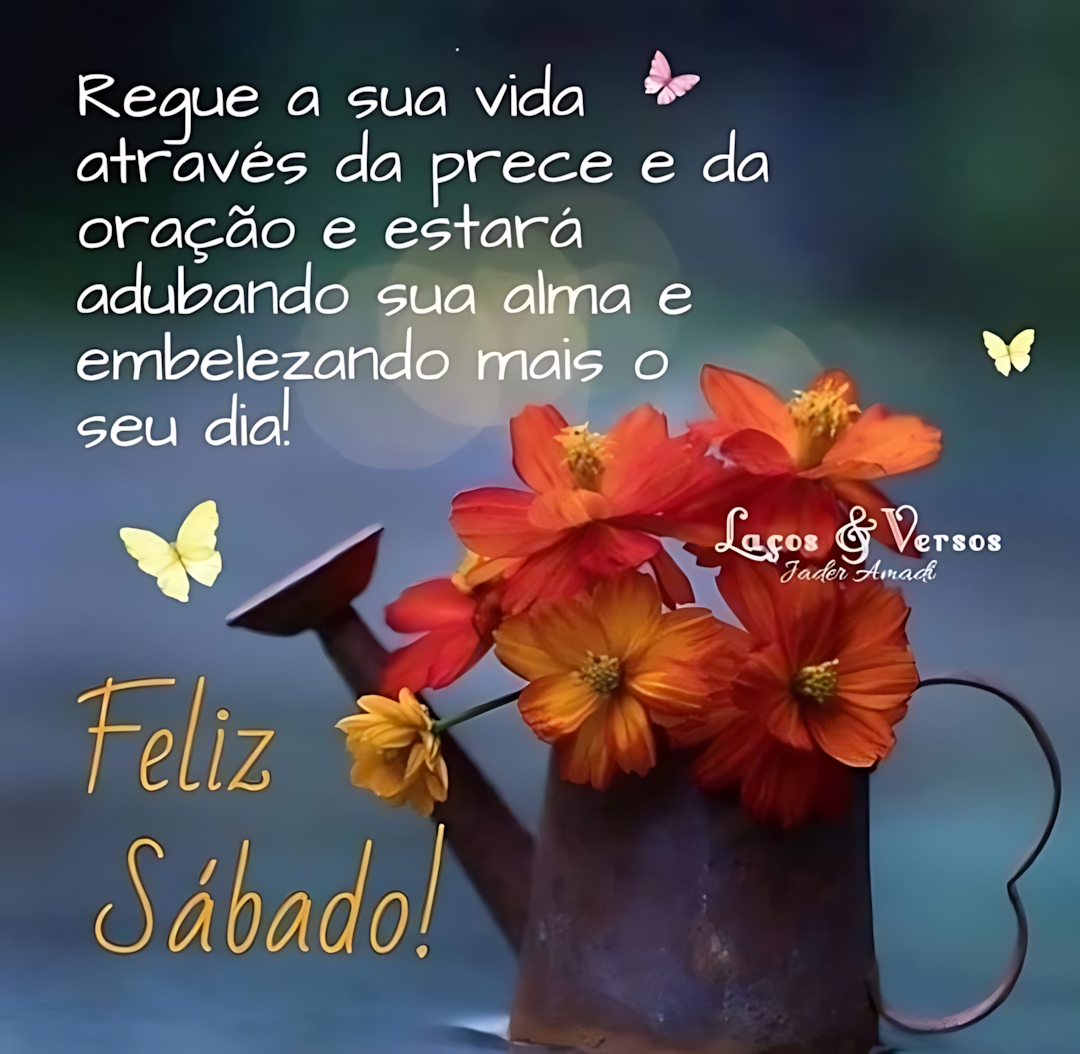 Regue a sua vida
através da prece e da
oração e estará
adubando sua alma e
embelezando mais o
seu dia!
Laços & Versos
Jader Amadi
Feliz
Sábado!